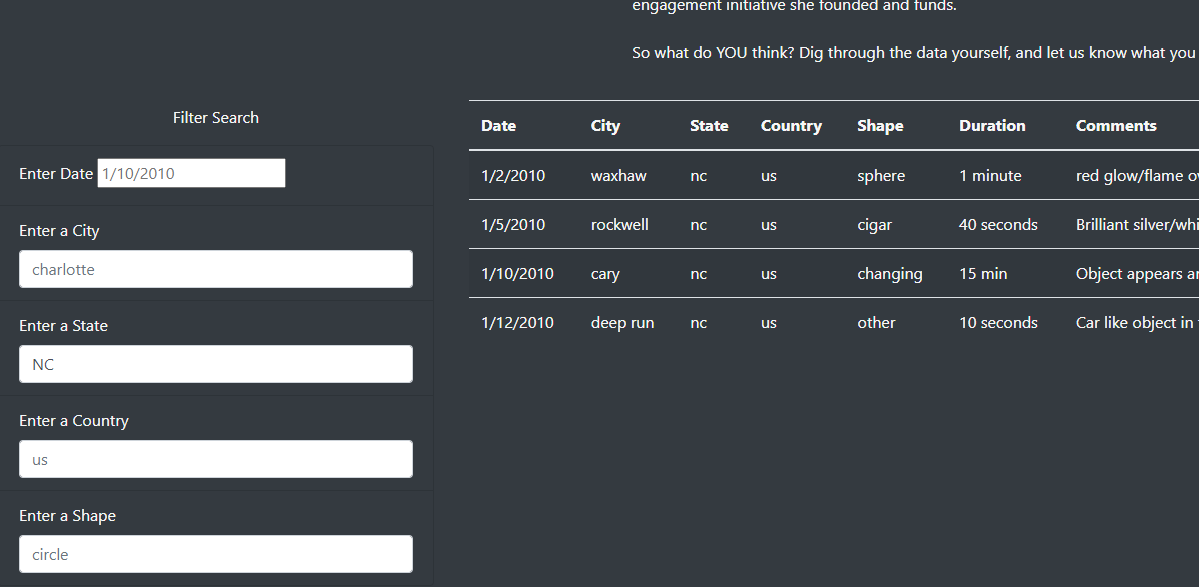 engagement initiative she founded and funds.
So what do YOU think? Dig through the data yourself, and let us know what you
Filter Search
Enter Date 1/10/2010
Enter a City
charlotte
Enter a State
NC
Enter a Country
us
Enter a Shape
circle
Date City State Country Shape Duration Comments
1/2/2010 waxhaw nc us sphere 1 minute red glow/flame
1/5/2010 rockwell nc us cigar 40 seconds Brilliant silver/whi
1/10/2010 cary nc us changing 15 min Object appears
1/12/2010 deep run nc us other 10 seconds Car like object in